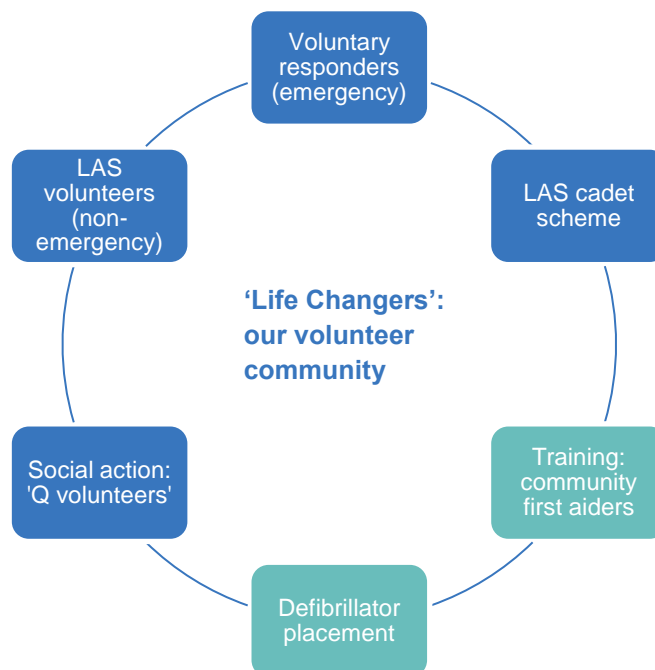 Voluntary
responders
(emergency)
LAS
volunteers
(non-
emergency)
LAS cadet
scheme
‘Life Changers’:
our volunteer
community
Social action:
'Q volunteers'
Training:
community
first aiders
Defibrillator
placement